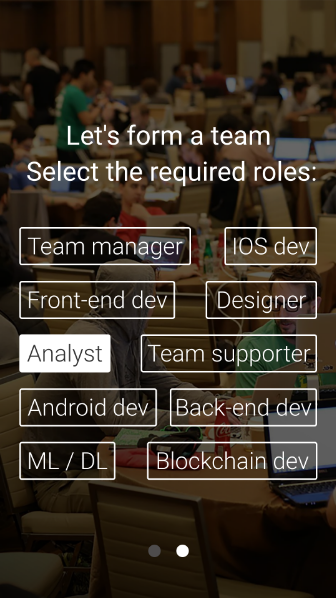 Let's form a team
Select the required roles:
Team manager IOS dev
Front-end dev Designer
Analyst Team supporter
Android dev Back-end dev
ML / DL Blockchain dev